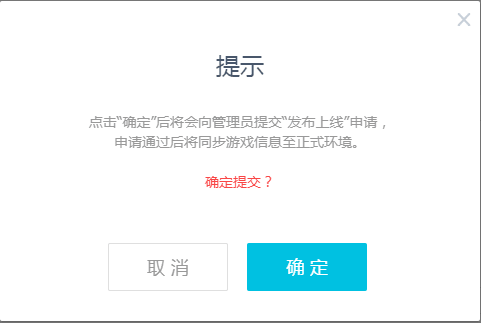 提示
点击“确定”后将会向管理员提交“发布上线”申请，
申请通过后将同步游戏信息至正式环境。
确定提交？
取消
确定